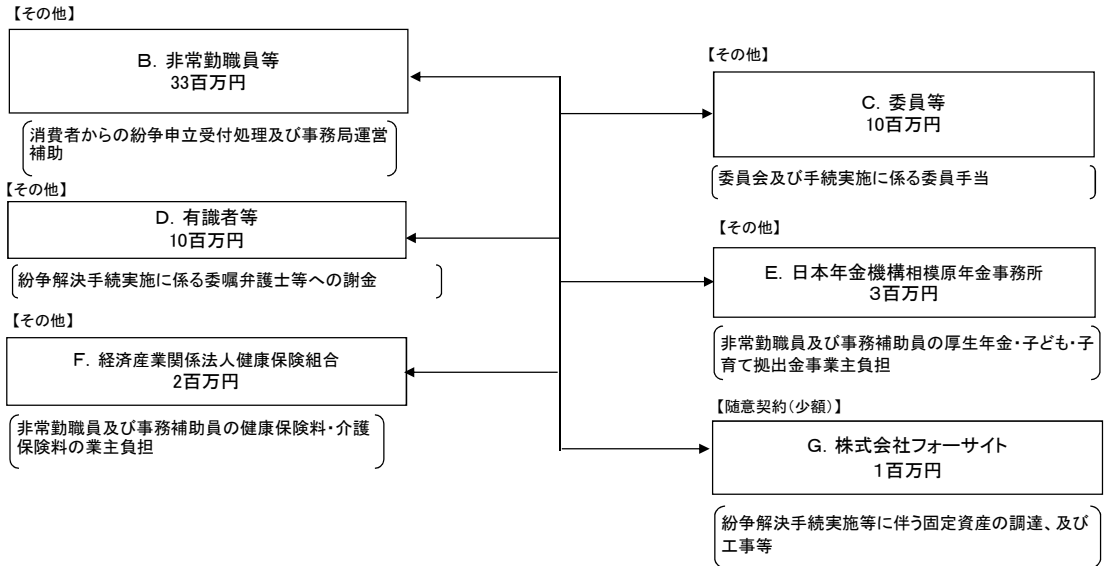 【その他】
B．非常勤職員等
33百万円
消費者からの紛争申立受付処理及び事務局運営
補助
【その他】
C．委員等
10百万円
委員会及び手続実施に係る委員手当
【その他】
D．有識者等
10百万円
紛争解決手続実施に係る委嘱弁護士等への謝金
【その他】
E．日本年金機構相模原年金事務所
３百万円
非常勤職員及び事務補助員の厚生年金・子ども・子
育て拠出金事業主負担
【その他】
F．経済産業関係法人健康保険組合
2百万円
非常勤職員及び事務補助員の健康保険料・介護
保険料の業主負担
【随意契約（少額）】
G．株式会社フォーサイト
１百万円
紛争解決手続実施等に伴う固定資産の調達、及び
工事等